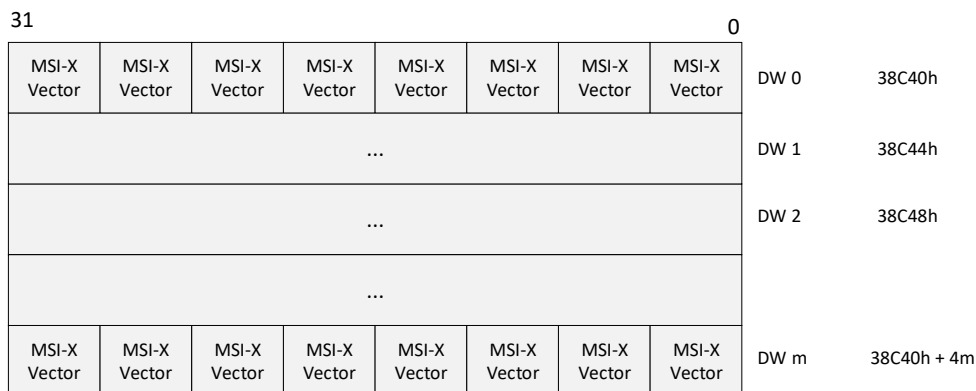 31 0
MSI-X MSI-X MSI-X MSI-X MSI-X MSI-X MSI-X MSI-X
Vector Vector Vector Vector Vector Vector Vector Vector
DW 0 38C40h
... DW 1 38C44h
... DW 2 38C48h
...
MSI-X MSI-X MSI-X MSI-X MSI-X MSI-X MSI-X MSI-X
Vector Vector Vector Vector Vector Vector Vector Vector
DW m 38C40h + 4m